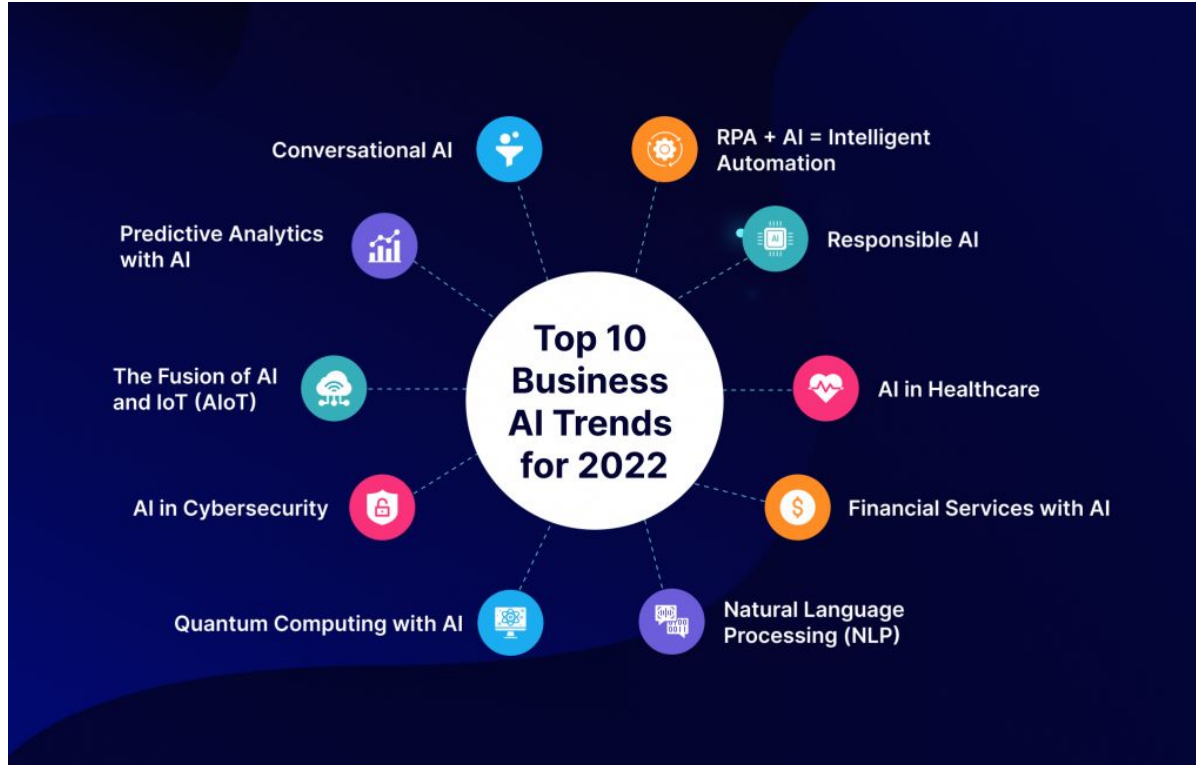 Top 10
Business
AI Trends
for 2022
Conversational AI
RPA + AI = Intelligent
Automation
Predictive Analytics
with AI
AI
Responsible AI
The Fusion of AI
and IoT (AIoT)
AI in Healthcare
AI in Cybersecurity
$
Financial Services with AI
Quantum Computing with AI
Natural Language
Processing (NLP)